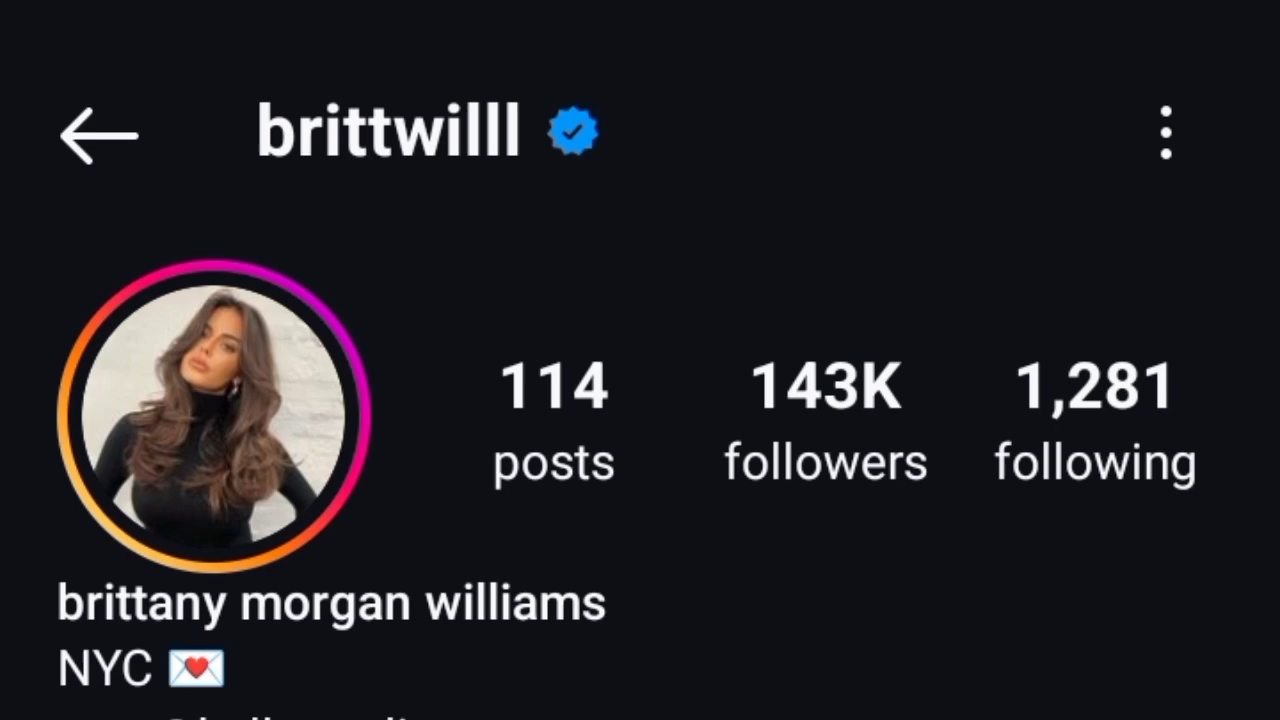 brittwilll
114 143K 1,281
posts followers following
brittany morgan williams
NYC 💌